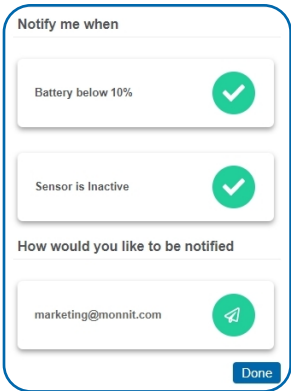 Notify me when
Battery below 10%
Sensor is Inactive
How would you like to be notified
marketing@monnit.com
Done